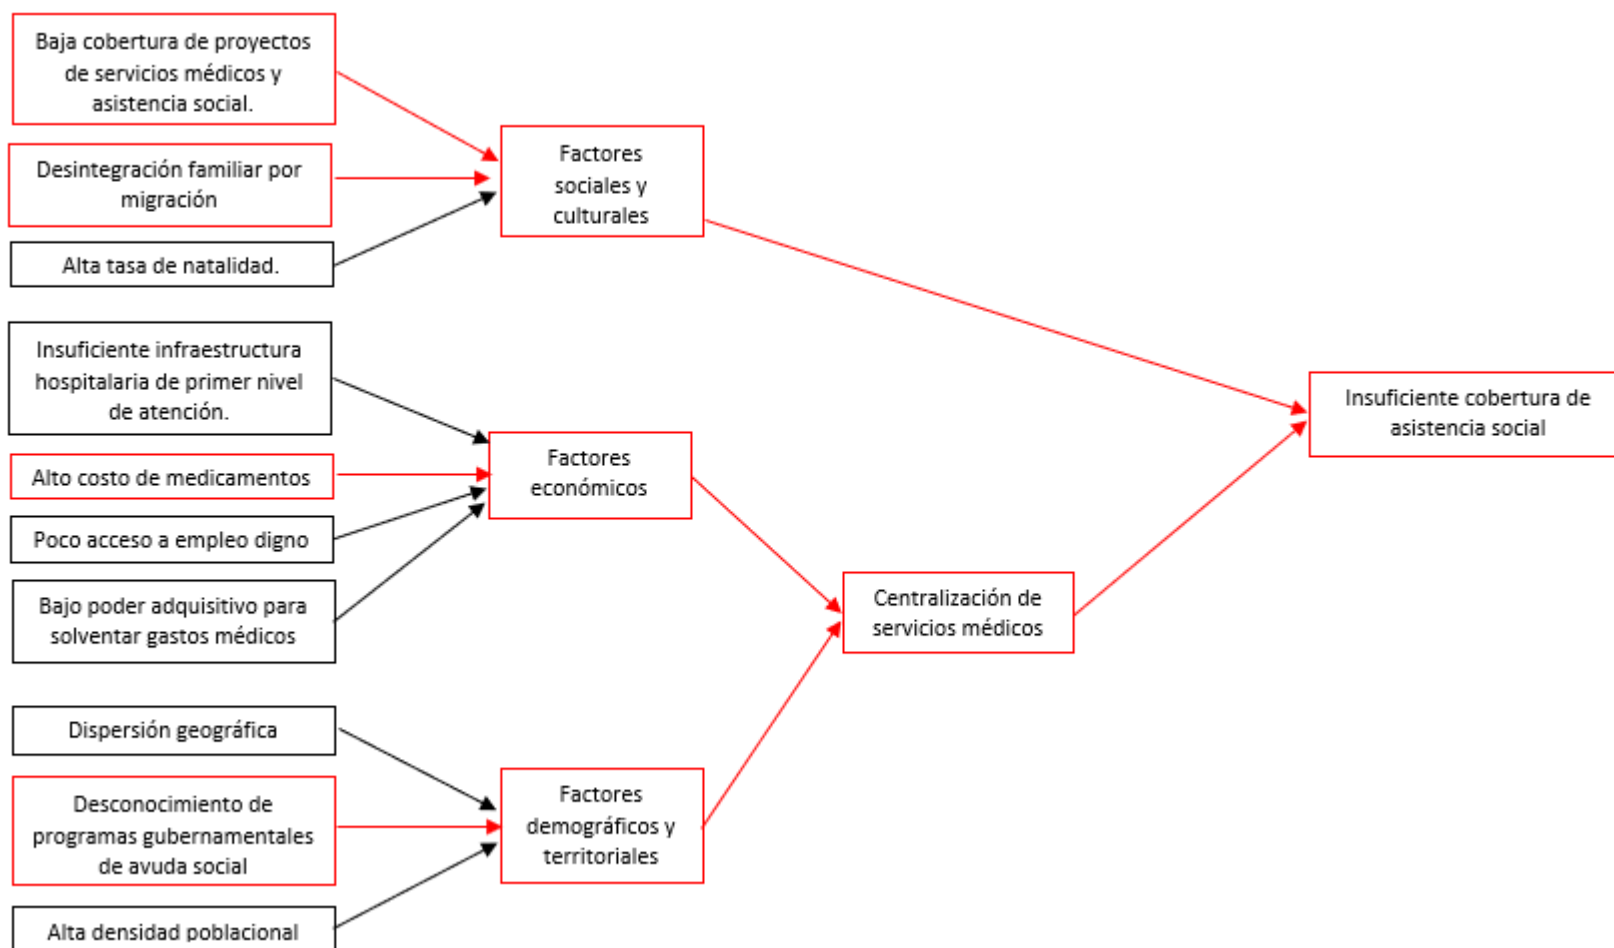 Baja cobertura de proyectos
de servicios médicos y
asistencia social.
Desintegración familiar por
migración
Alta tasa de natalidad.
Factores
sociales y
culturales
Insuficiente infraestructura
hospitalaria de primer nivel
de atención.
Alto costo de medicamentos
Poco acceso a empleo digno
Bajo poder adquisitivo para
solventar gastos médicos
Factores
económicos
Dispersión geográfica
Desconocimiento de
programas gubernamentales
de ayuda social
Alta densidad poblacional
Factores
demográficos y
territoriales
Centralización de
servicios médicos
Insuficiente cobertura de
asistencia social